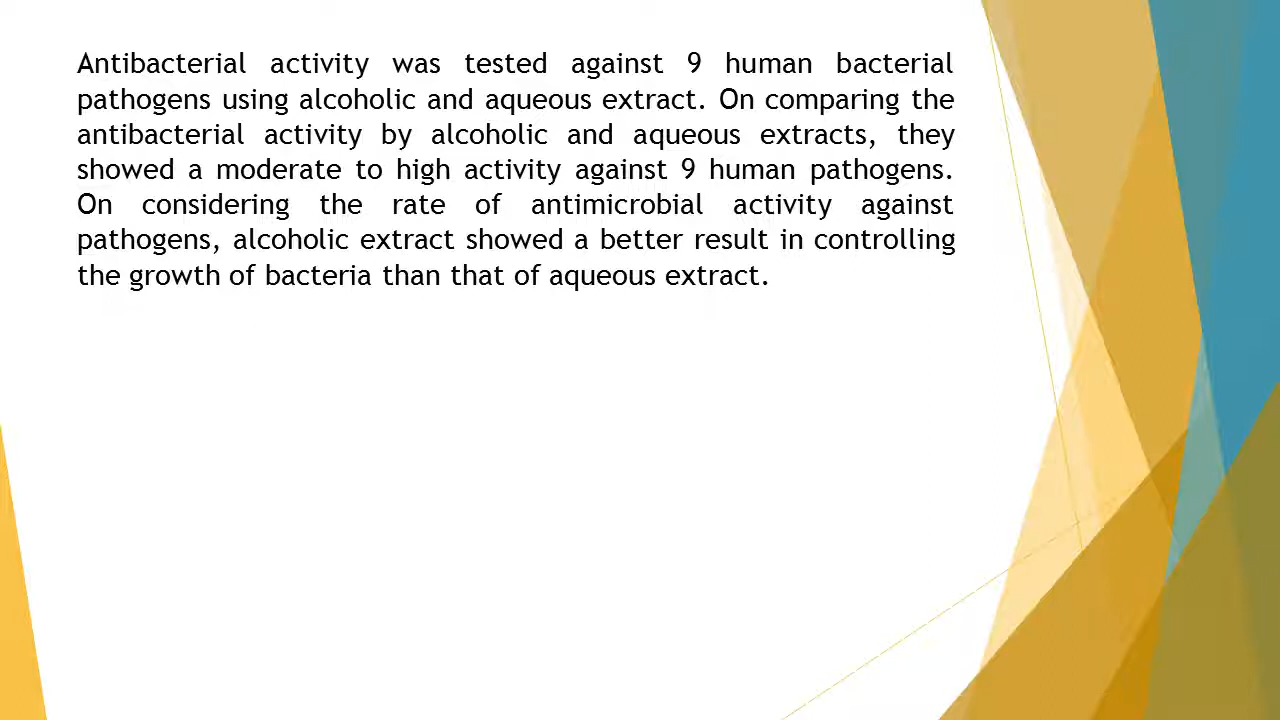 Antibacterial activity was tested against 9 human bacterial
pathogens using alcoholic and aqueous extract. On comparing the
antibacterial activity by alcoholic and aqueous extracts, they
showed a moderate to high activity against 9 human pathogens.
On considering the rate of antimicrobial activity against
pathogens, alcoholic extract showed a better result in controlling
the growth of bacteria than that of aqueous extract.